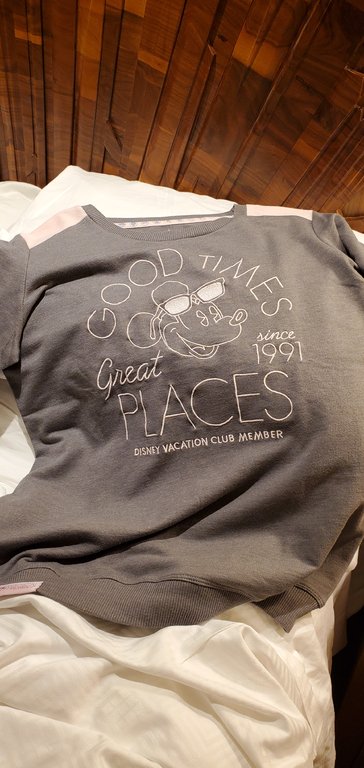 GOOD TIMES
since
1991
Great
PLACES
DISNEY VACATION CLUB MEMBER